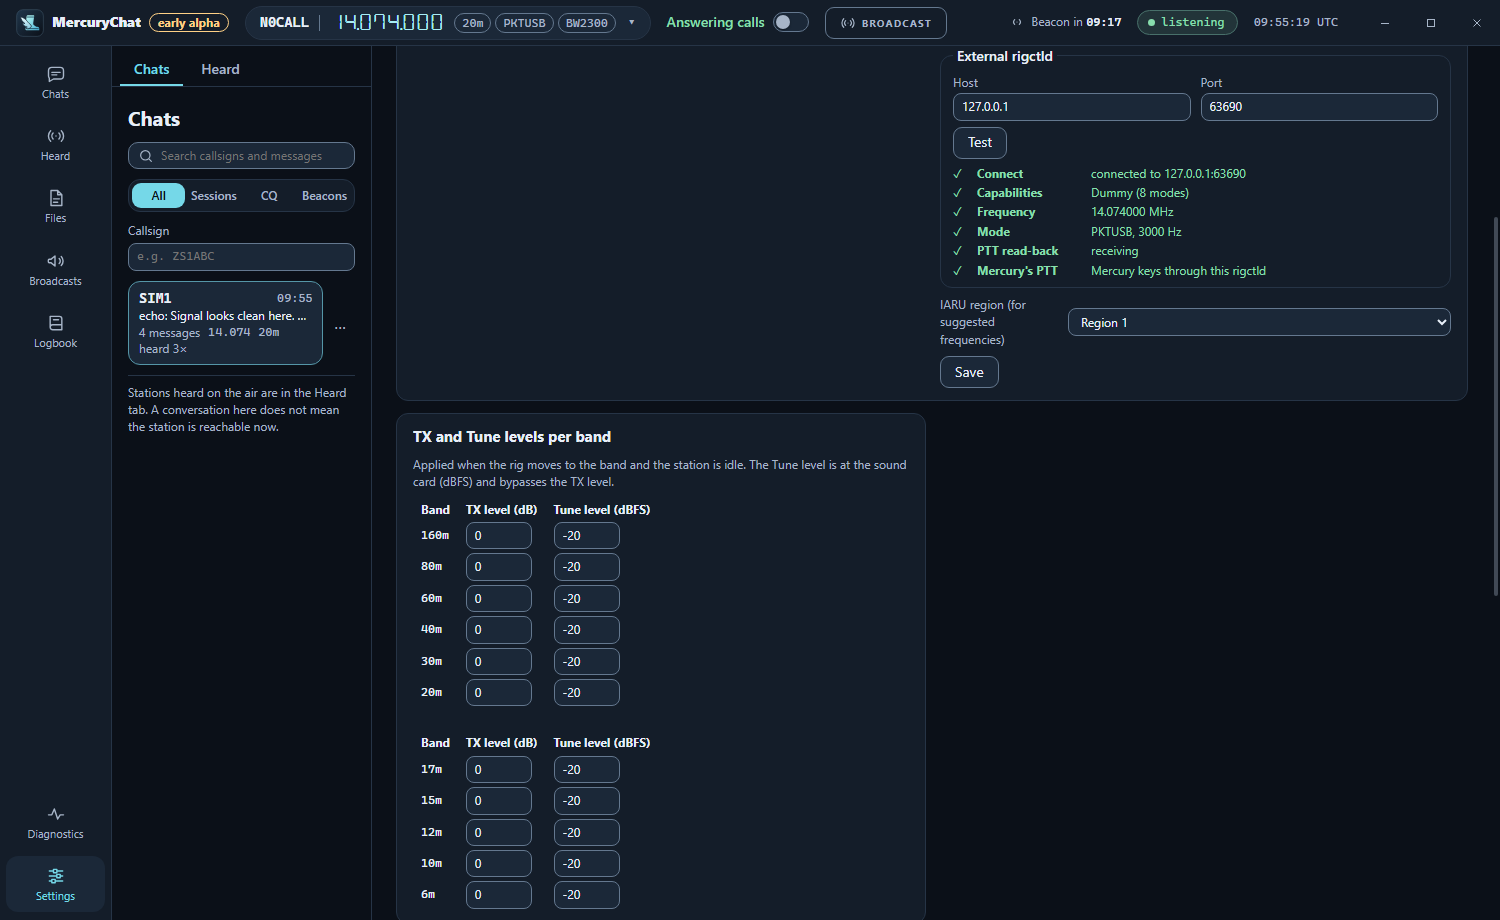 MercuryChat early alpha
N0CALL 14.074.000 20m PKTUSB BW2300
Answering calls
BROADCAST
Beacon in 09:17
listening
09:55:19 UTC
Chats
Heard
Files
Broadcasts
Logbook
Diagnostics
Settings
Chats Heard
Chats
Search callsigns and messages
All Sessions CQ Beacons
Callsign
e.g. ZS1ABC
SIM1 09:55
echo: Signal looks clean here. ...
4 messages 14.074 20m
heard 3×
...
Stations heard on the air are in the Heard
tab. A conversation here does not mean
the station is reachable now.
External rigctld
Host Port
127.0.0.1 63690
Test
✓ Connect connected to 127.0.0.1:63690
✓ Capabilities Dummy (8 modes)
✓ Frequency 14.074000 MHz
✓ Mode PKTUSB, 3000 Hz
✓ PTT read-back receiving
✓ Mercury's PTT Mercury keys through this rigctld
IARU region (for
suggested
frequencies)
Region 1
Save
TX and Tune levels per band
Applied when the rig moves to the band and the station is idle. The Tune level is at the sound
card (dBFS) and bypasses the TX level.
Band TX level (dB) Tune level (dBFS)
160m 0 -20
80m 0 -20
60m 0 -20
40m 0 -20
30m 0 -20
20m 0 -20
Band TX level (dB) Tune level (dBFS)
17m 0 -20
15m 0 -20
12m 0 -20
10m 0 -20
6m 0 -20